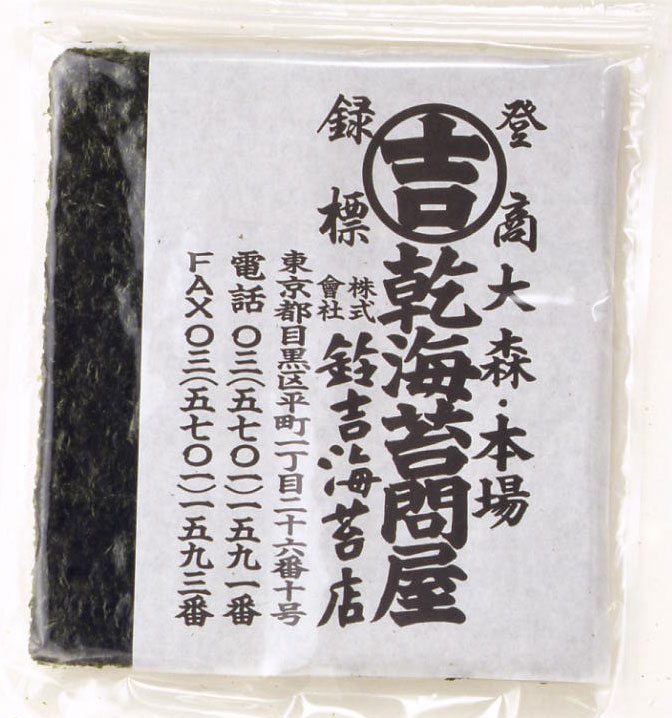 登録商標
吉
大森・本場
乾海苔問屋
株式會社 鈴吉海苔店
東京都目黒区平町一丁目二十六番十号
電話〇三(五七〇一)一五九一番
FAX〇三(五七〇一)一五九三番